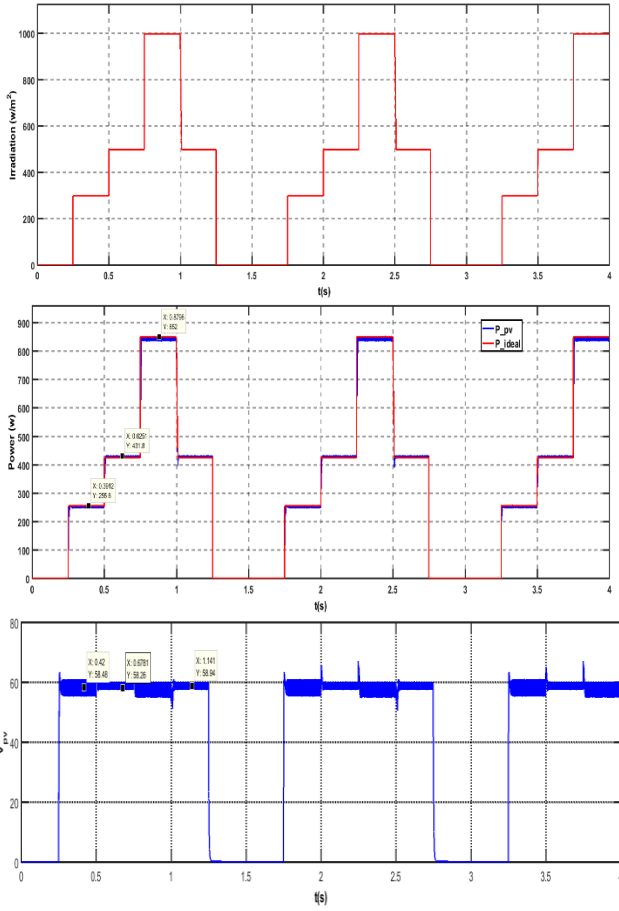 1000
800
600
400
200
0
Irradiation (w/m²)
0 0.5 1 1.5 2 2.5 3 3.5 4
t(s)
900
800
700
600
500
400
300
200
100
0
Power (w)
X: 0.8796
Y: 852
X: 0.6251
Y: 431.8
X: 0.3912
Y: 255.6
P_pv
P_ideal
0 0.5 1 1.5 2 2.5 3 3.5 4
t(s)
80
60
40
20
0
X: 0.42
Y: 58.48
X: 0.6781
Y: 58.26
X: 1.141
Y: 58.94
0 0.5 1 1.5 2 2.5 3 3.5
t(s)